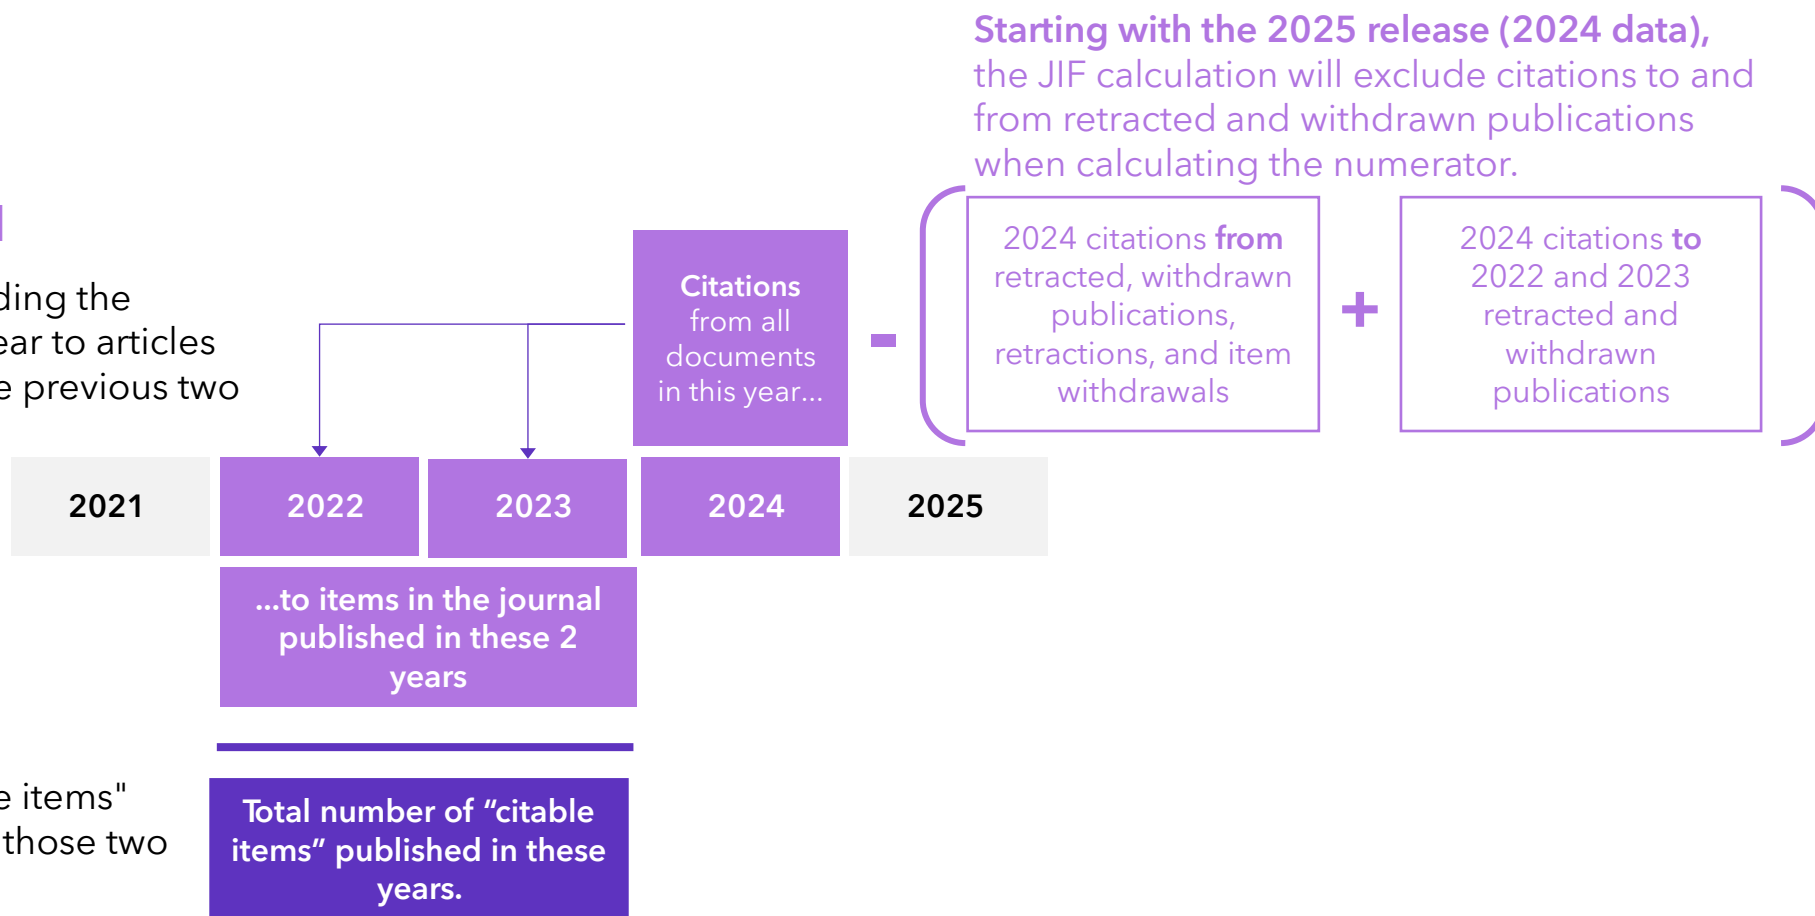 Starting with the 2025 release (2024 data),
the JIF calculation will exclude citations to and
from retracted and withdrawn publications
when calculating the numerator.
ding the
ear to articles
e previous two
Citations
from all
documents
in this year...
-
2024 citations from
retracted, withdrawn
publications,
retractions, and item
withdrawals
+
2024 citations to
2022 and 2023
retracted and
withdrawn
publications
2021
2022
2023
2024
2025
...to items in the journal
published in these 2
years
e items"
those two
Total number of “citable
items” published in these
years.